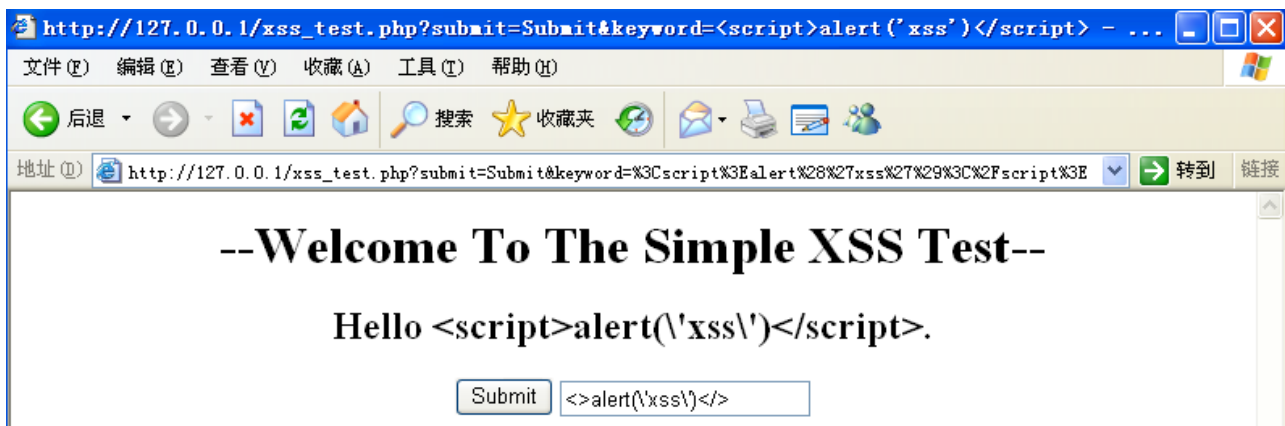 http://127.0.0.1/xss_test.php?submit=Submit&keyword=<script>alert('xss')</script> - ...
文件(F) 编辑(E) 查看(V) 收藏(A) 工具(T) 帮助(H)
后退 搜索 收藏夹
地址(D) http://127.0.0.1/xss_test.php?submit=Submit&keyword=%3Cscript%3Ealert%28%27xss%27%29%3C%2Fscript%3E 转到 链接
--Welcome To The Simple XSS Test--
Hello <script>alert(\'xss\')</script>.
Submit <>alert(\'xss\')</>